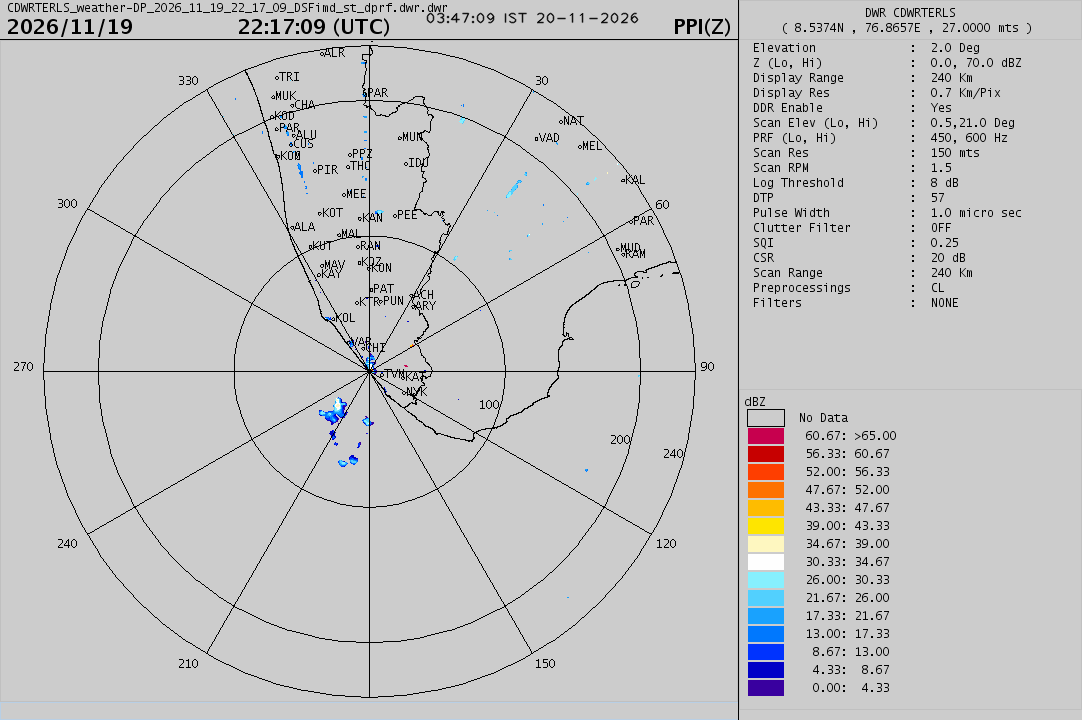 CDWRTERLS_weather-DP_2026_11_19_22_17_09_DSFimd_st_dprf.dwr.dwr
2026/11/19
22:17:09 (UTC)
03:47:09 IST 20-11-2026
PPI(Z)
DWR CDWRTERLS
( 8.5374N , 76.8657E , 27.0000 mts )
Elevation : 2.0 Deg
Z (Lo, Hi) : 0.0, 70.0 dBZ
Display Range : 240 Km
Display Res : 0.7 Km/Pix
DDR Enable : Yes
Scan Elev (Lo, Hi) : 0.5,21.0 Deg
PRF (Lo, Hi) : 450, 600 Hz
Scan Res : 150 mts
Scan RPM : 1.5
Log Threshold : 8 dB
DTP : 57
Pulse Width : 1.0 micro sec
Clutter Filter : OFF
SQI : 0.25
CSR : 20 dB
Scan Range : 240 Km
Preprocessings : CL
Filters : NONE
ALR
330
TRI
30
MUK
PAR
CHA
KOD
NAT
PAR
ALU
MUN
VAD
CUS
MEL
KOM
PPZ
PIR
THO
IDU
KAL
MEE
300
60
KOT
KAN
PEE
PAR
ALA
MAL
KUT
RAN
MUD
RAM
MAV
KOZ
KAY
KON
PAT
ACH
KTR
PUN
ARY
KOL
VAR
CHI
270
TVM
KAT
90
NYK
100
200
240
240
120
210
150
dBZ
No Data
60.67: >65.00
56.33: 60.67
52.00: 56.33
47.67: 52.00
43.33: 47.67
39.00: 43.33
34.67: 39.00
30.33: 34.67
26.00: 30.33
21.67: 26.00
17.33: 21.67
13.00: 17.33
8.67: 13.00
4.33: 8.67
0.00: 4.33